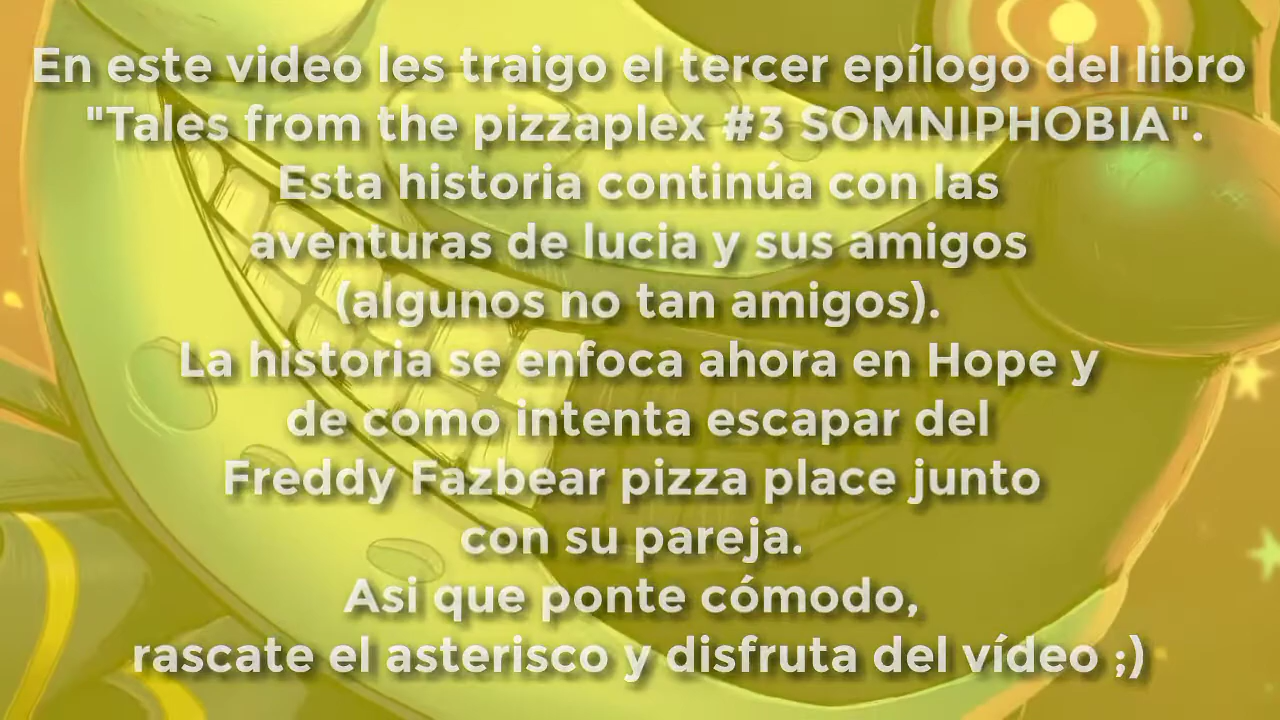 En este video les traigo el tercer epílogo del libro
"Tales from the pizzaplex #3 SOMNIPHOBIA".
Esta historia continúa con las
aventuras de lucia y sus amigos
(algunos no tan amigos).
La historia se enfoca ahora en Hope y
de como intenta escapar del
Freddy Fazbear pizza place junto
con su pareja.
Asi que ponte cómodo,
rascate el asterisco y disfruta del vídeo ;)